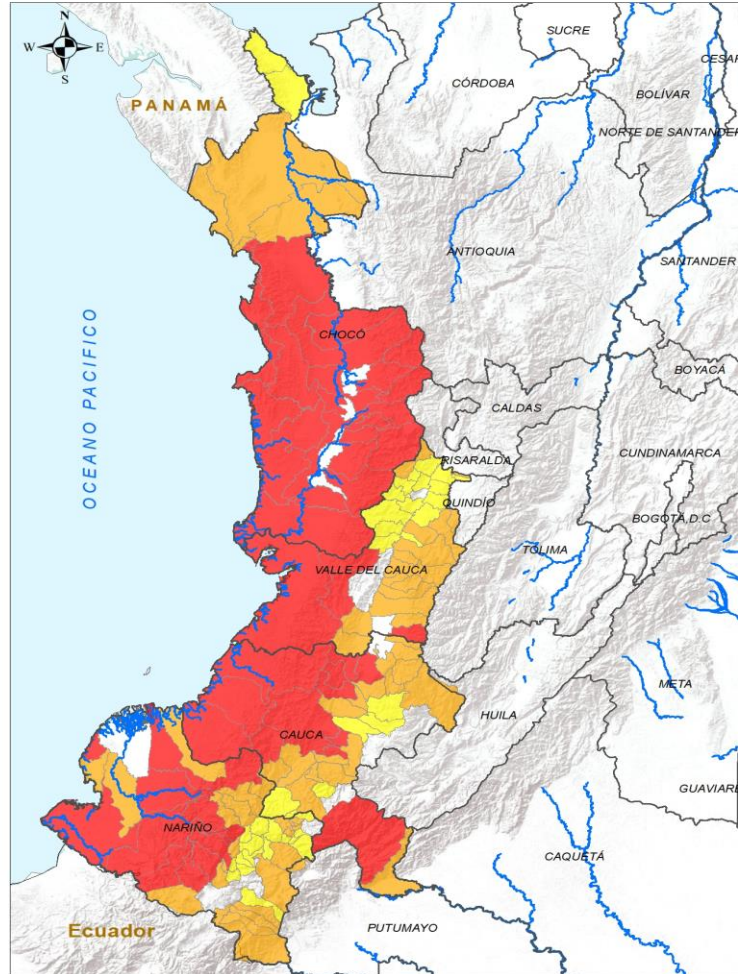 N
W E
S
SUCRE
CESAR
CÓRDOBA
BOLÍVAR
PANAMÁ
NORTE DE SANTANDER
ANTIOQUIA
SANTANDER
OCEANO PACIFICO
CHOCÓ
BOYACÁ
CALDAS
CUNDINAMARCA
RISARALDA
QUINDÍO
BOGOTÁ,D.C
TOLIMA
VALLE DEL CAUCA
META
HUILA
CAUCA
GUAVIARE
NARIÑO
CAQUETÁ
PUTUMAYO
Ecuador